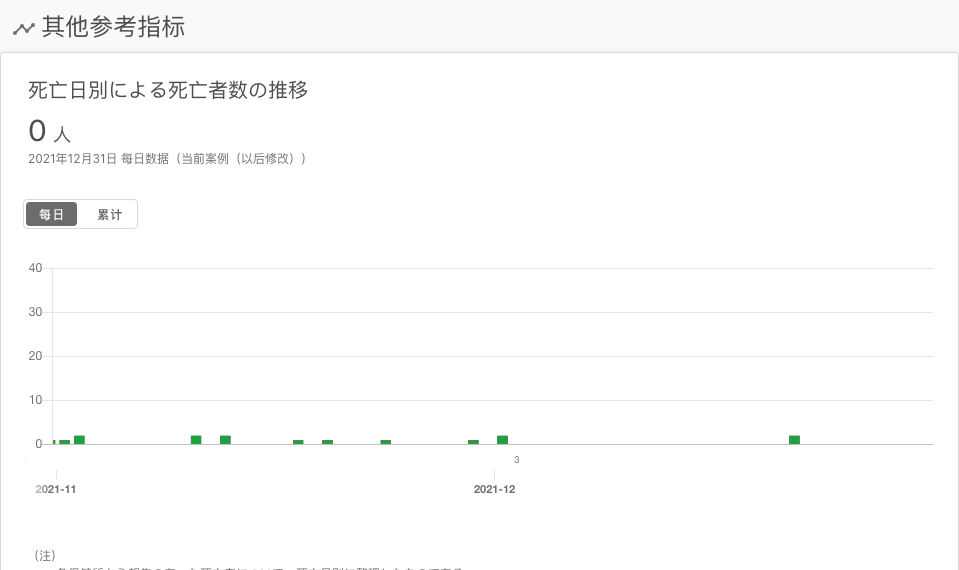 其他参考指标
死亡日別による死亡者数の推移
0 人
2021年12月31日 每日数据（当前案例（以后修改））
每日 累计
40
30
20
10
0
3
2021-11 2021-12
（注）